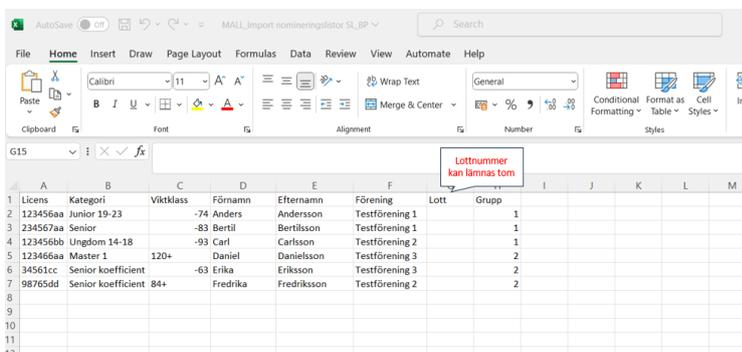 AutoSave Off MALL_Import nomineringslistor SL_BP Search
File Home Insert Draw Page Layout Formulas Data Review View Automate Help
Paste Calibri 11 A A Wrap Text General
B I U A Merge & Center % Conditional Formatting Format as Table Cell Styles
Clipboard Font Alignment Number Styles
G15 fx
Lottnummer
kan lämnas tom
A B C D E F H I J K L M
1 Licens Kategori Viktklass Förnamn Efternamn Förening Lott Grupp
2 123456aa Junior 19-23 -74 Anders Andersson Testförening 1 1
3 234567aa Senior -83 Bertil Bertilsson Testförening 1 1
4 123456bb Ungdom 14-18 -93 Carl Carlsson Testförening 2 1
5 123466aa Master 1 120+ Daniel Danielsson Testförening 3 2
6 34561cc Senior koefficient -63 Erika Eriksson Testförening 3 2
7 98765dd Senior koefficient 84+ Fredrika Fredriksson Testförening 2 2
8
9
10
11